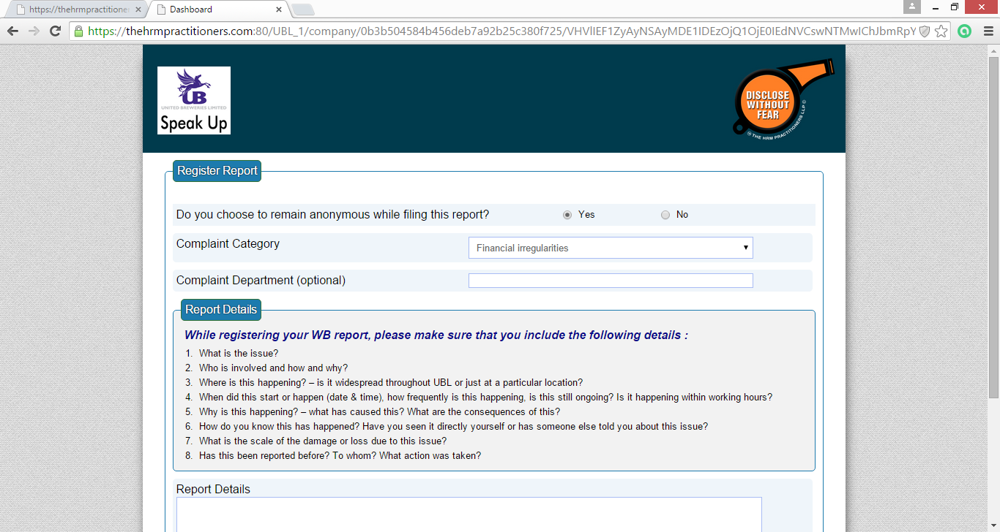 https://thehrmpractitione
Dashboard
https://thehrmpractitioners.com:80/UBL_1/company/0b3b504584b456deb7a92b25c380f725/VHVlIEF1ZyAyNSAyMDE1IDEzOjQ1OjE0IEdNVCswNTMwIChJbmRpY
UB
UNITED BREWERIES LIMITED
Speak Up
DISCLOSE
WITHOUT
FEAR
THE HRM PRACTITIONERS LLP ©
Register Report
Do you choose to remain anonymous while filing this report? Yes No
Complaint Category Financial irregularities
Complaint Department (optional)
Report Details
While registering your WB report, please make sure that you include the following details :
1. What is the issue?
2. Who is involved and how and why?
3. Where is this happening? – is it widespread throughout UBL or just at a particular location?
4. When did this start or happen (date & time), how frequently is this happening, is this still ongoing? Is it happening within working hours?
5. Why is this happening? – what has caused this? What are the consequences of this?
6. How do you know this has happened? Have you seen it directly yourself or has someone else told you about this issue?
7. What is the scale of the damage or loss due to this issue?
8. Has this been reported before? To whom? What action was taken?
Report Details